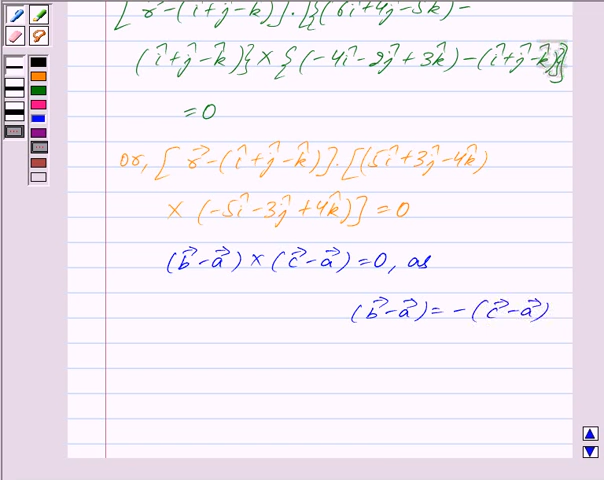 [ r⃗ - (î + ĵ - k̂) ] . [ { (6î + 4ĵ - 5k̂) -
(î + ĵ - k̂) } × { (-4î - 2ĵ + 3k̂) - (î + ĵ - k̂) } ]
= 0
or, [ r⃗ - (î + ĵ - k̂) ] . [ (5î + 3ĵ - 4k̂)
× (-5î - 3ĵ + 4k̂) ] = 0
(b⃗ - a⃗) × (c⃗ - a⃗) = 0, as
(b⃗ - a⃗) = - (c⃗ - a⃗)